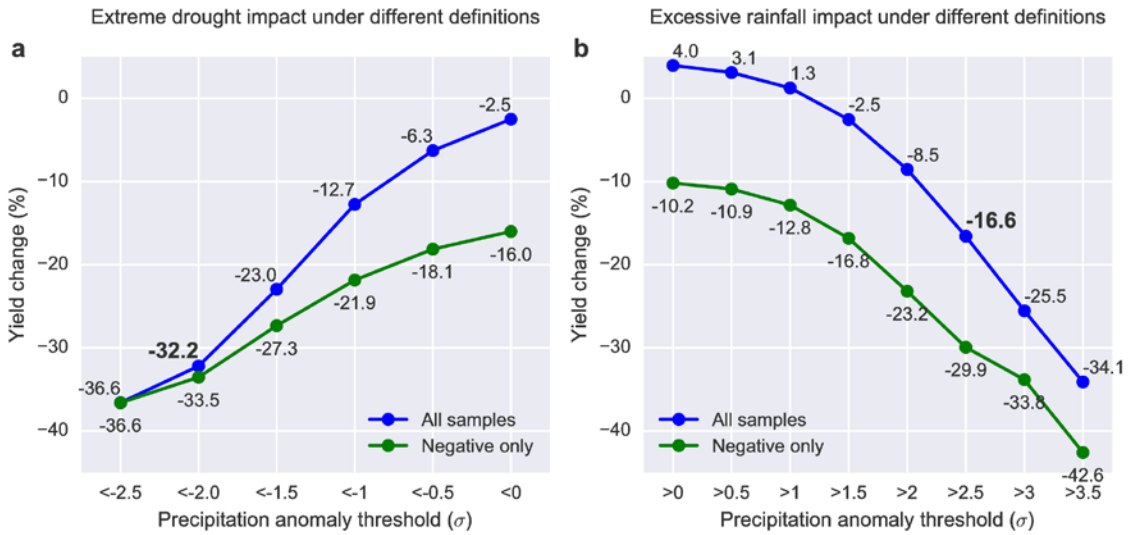 Extreme drought impact under different definitions
a
0
−10
−20
−30
−40
Yield change (%)
-36.6
-32.2
-23.0
-12.7
-6.3
-2.5
-36.6
-33.5
-27.3
-21.9
-18.1
-16.0
All samples
Negative only
<-2.5 <-2.0 <-1.5 <-1 <-0.5 <0
Precipitation anomaly threshold (σ)
Excessive rainfall impact under different definitions
b
0
−10
−20
−30
−40
Yield change (%)
4.0
3.1
1.3
-2.5
-8.5
-16.6
-25.5
-34.1
-10.2
-10.9
-12.8
-16.8
-23.2
-29.9
-33.8
-42.6
All samples
Negative only
>0 >0.5 >1 >1.5 >2 >2.5 >3 >3.5
Precipitation anomaly threshold (σ)